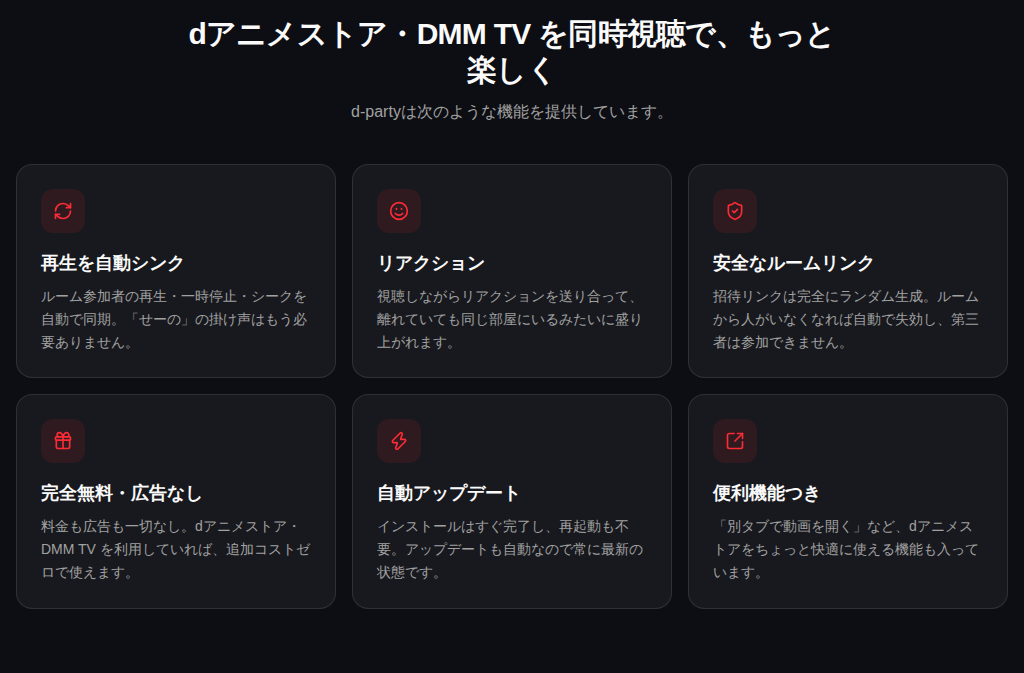 dアニメストア・DMM TV を同時視聴で、もっと
楽しく
d-partyは次のような機能を提供しています。
再生を自動シンク
ルーム参加者の再生・一時停止・シークを
自動で同期。「せーの」の掛け声はもう必
要ありません。
リアクション
視聴しながらリアクションを送り合って、
離れていても同じ部屋にいるみたいに盛り
上がれます。
安全なルームリンク
招待リンクは完全にランダム生成。ルーム
から人がいなくなれば自動で失効し、第三
者は参加できません。
完全無料・広告なし
料金も広告も一切なし。dアニメストア・
DMM TV を利用していれば、追加コストゼ
ロで使えます。
自動アップデート
インストールはすぐ完了し、再起動も不
要。アップデートも自動なので常に最新の
状態です。
便利機能つき
「別タブで動画を開く」など、dアニメス
トアをちょっと快適に使える機能も入って
います。